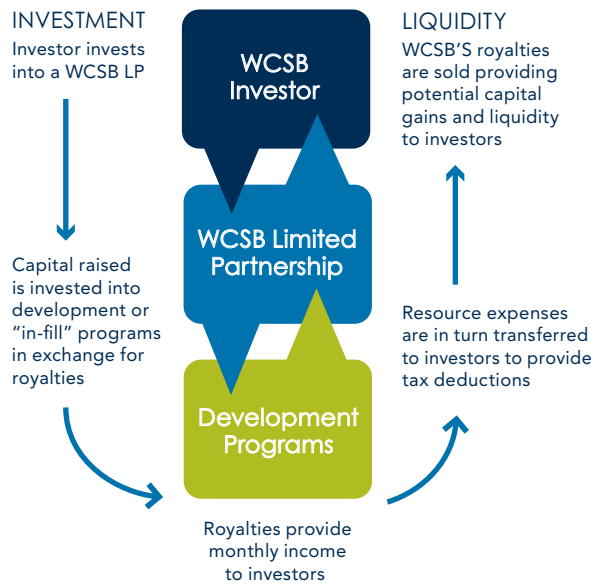 INVESTMENT
Investor invests
into a WCSB LP
Capital raised
is invested into
development or
“in-fill” programs
in exchange for
royalties
WCSB
Investor
WCSB Limited
Partnership
Development
Programs
Royalties provide
monthly income
to investors
LIQUIDITY
WCSB’S royalties
are sold providing
potential capital
gains and liquidity
to investors
Resource expenses
are in turn transferred
to investors to provide
tax deductions